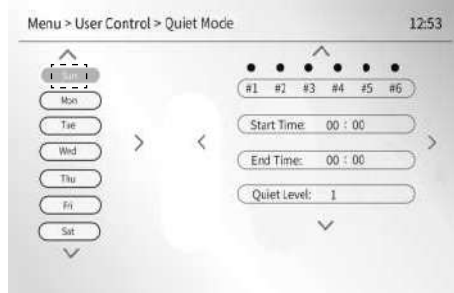 Menu > User Control > Quiet Mode
12:53
Sun
Mon
Tue
Wed
Thu
Fri
Sat
#1 #2 #3 #4 #5 #6
Start Time: 00 : 00
End Time: 00 : 00
Quiet Level: 1